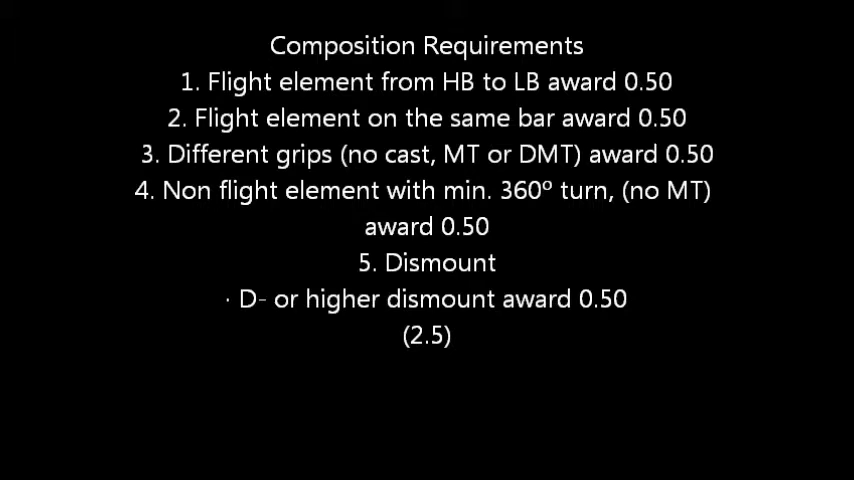 Composition Requirements
1. Flight element from HB to LB award 0.50
2. Flight element on the same bar award 0.50
3. Different grips (no cast, MT or DMT) award 0.50
4. Non flight element with min. 360º turn, (no MT)
award 0.50
5. Dismount
· D- or higher dismount award 0.50
(2.5)